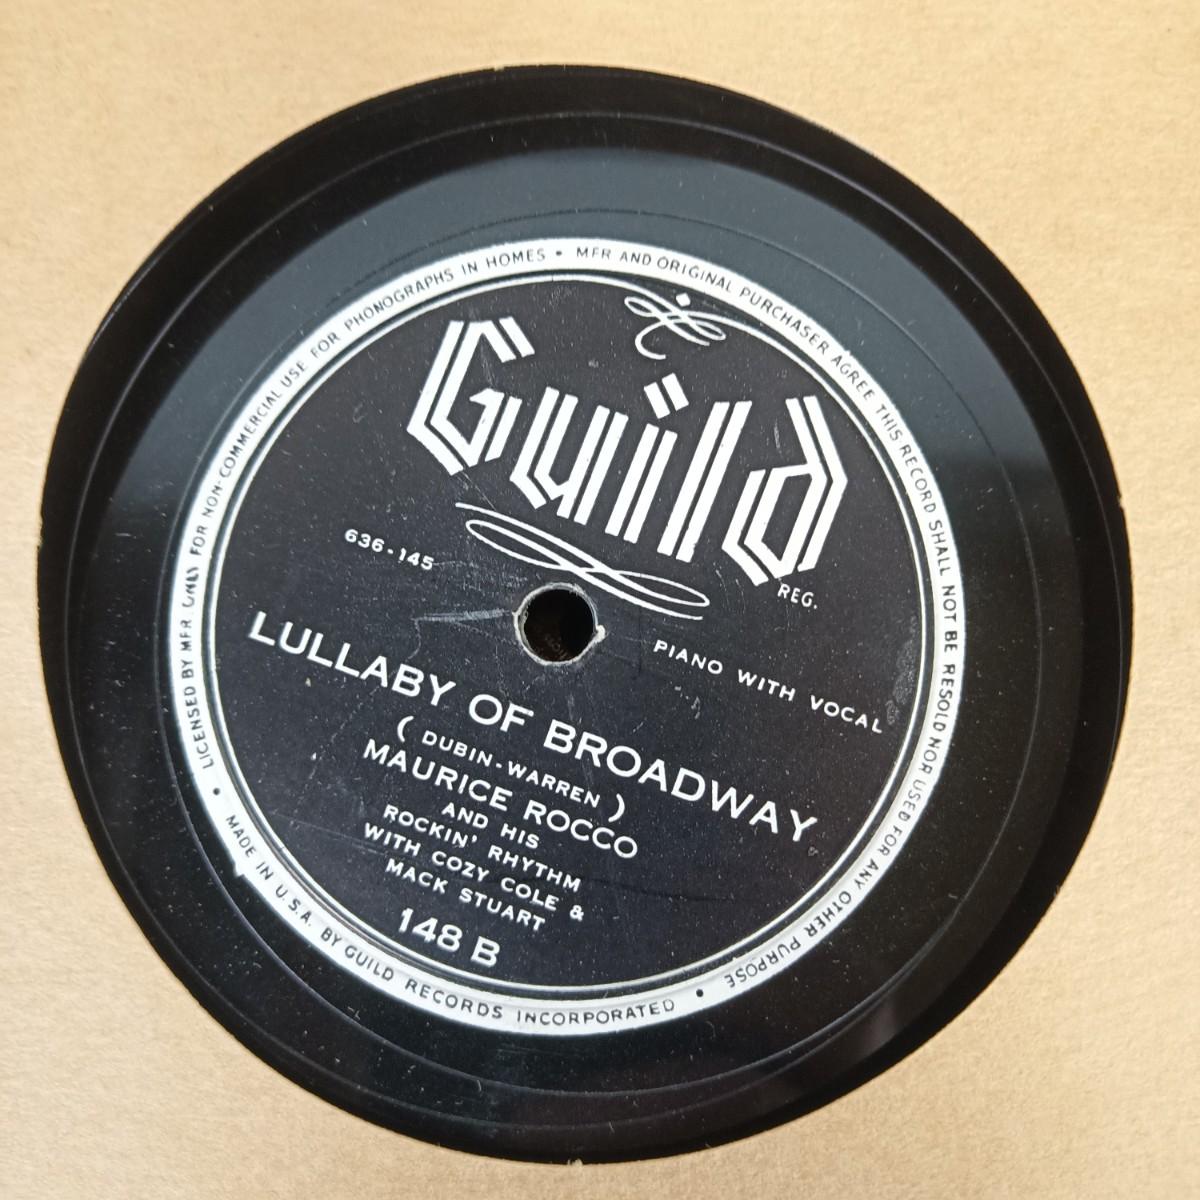 Guild
REG.
636-145
PIANO WITH VOCAL
LULLABY OF BROADWAY
( DUBIN-WARREN )
MAURICE ROCCO
AND HIS
ROCKIN' RHYTHM
WITH COZY COLE &
MACK STUART
148 B
LICENSED BY MFR. ONLY FOR NON-COMMERCIAL USE FOR PHONOGRAPHS IN HOMES • MFR AND ORIGINAL PURCHASER AGREE THIS RECORD SHALL NOT BE RESOLD NOR USED FOR ANY OTHER PURPOSE •
MADE IN U.S.A. BY GUILD RECORDS INCORPORATED •